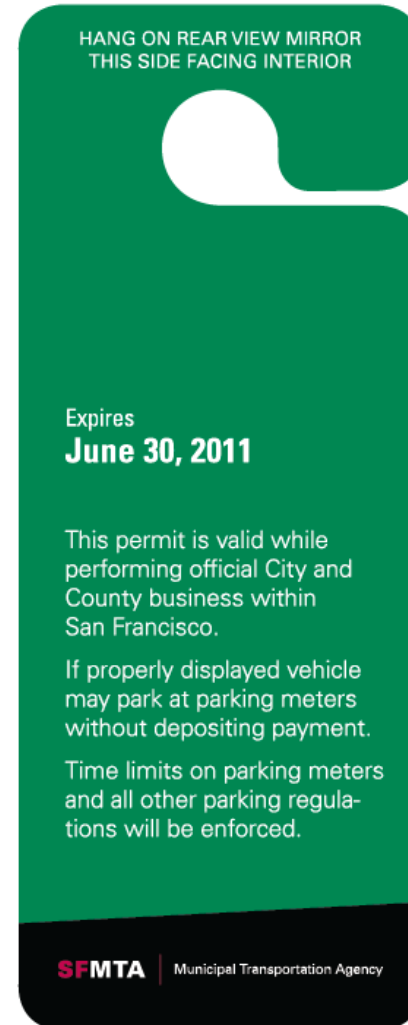 HANG ON REAR VIEW MIRROR
THIS SIDE FACING INTERIOR
Expires
June 30, 2011
This permit is valid while
performing official City and
County business within
San Francisco.
If properly displayed vehicle
may park at parking meters
without depositing payment.
Time limits on parking meters
and all other parking regula-
tions will be enforced.
SFMTA | Municipal Transportation Agency